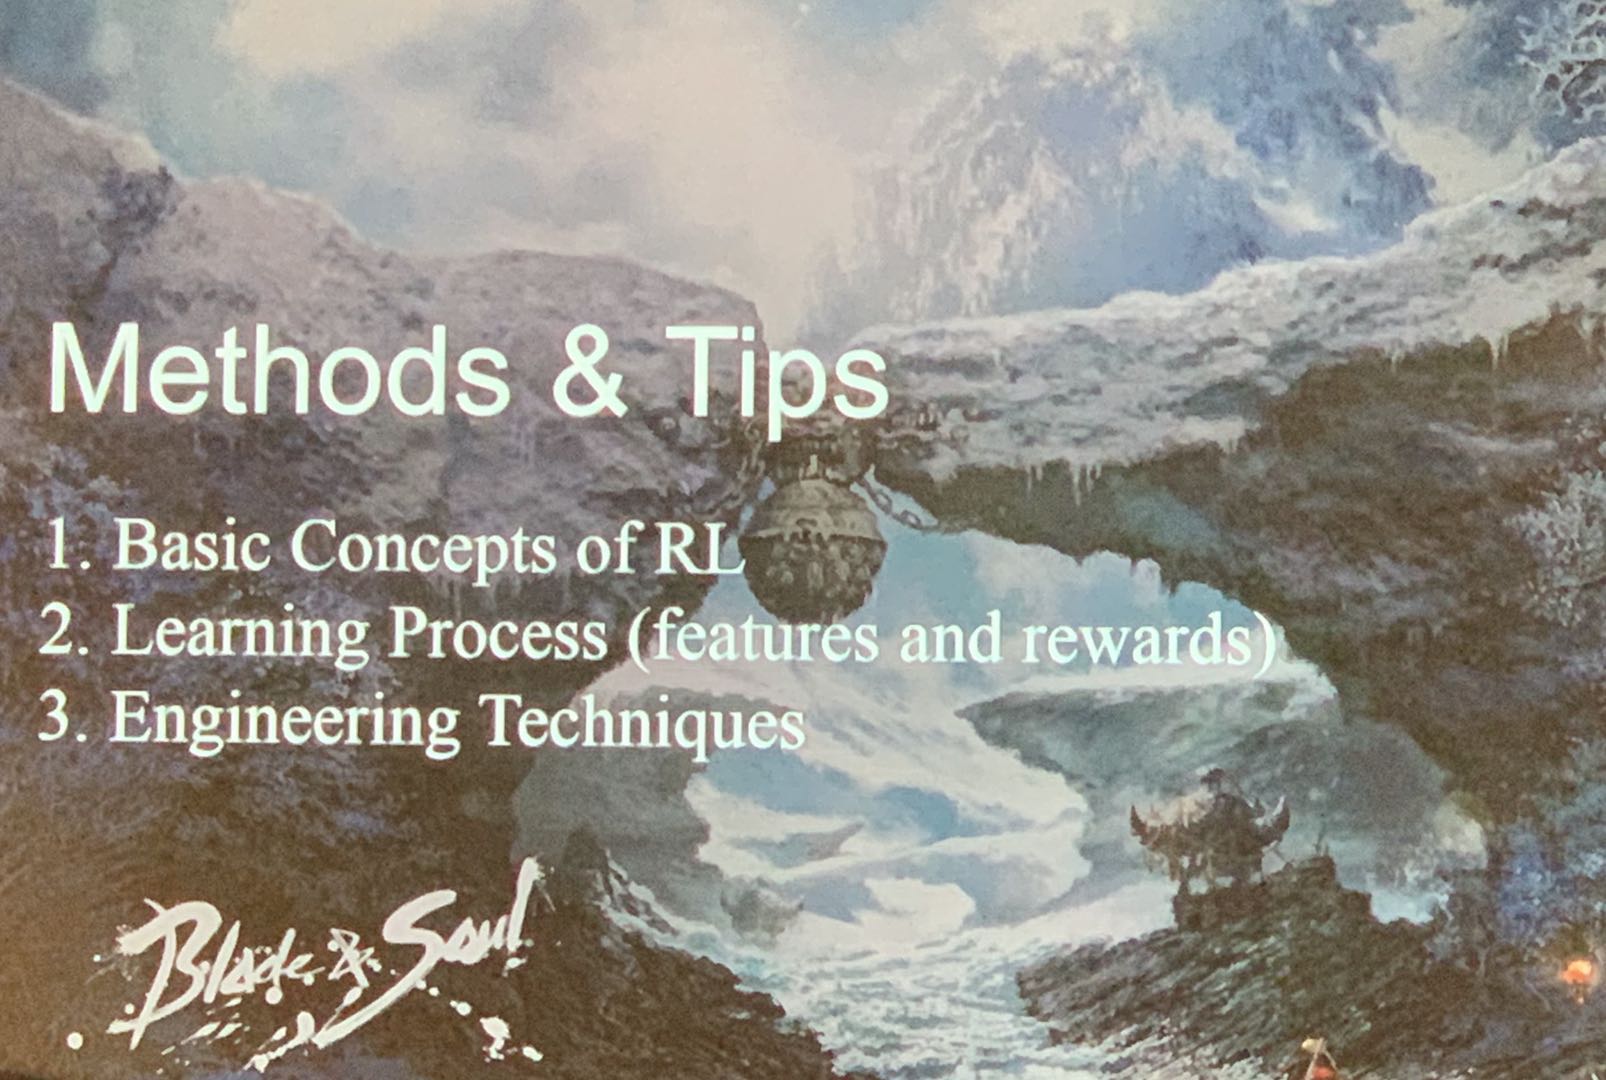 Methods & Tips
1. Basic Concepts of RL
2. Learning Process (features and rewards)
3. Engineering Techniques
Blade & Soul